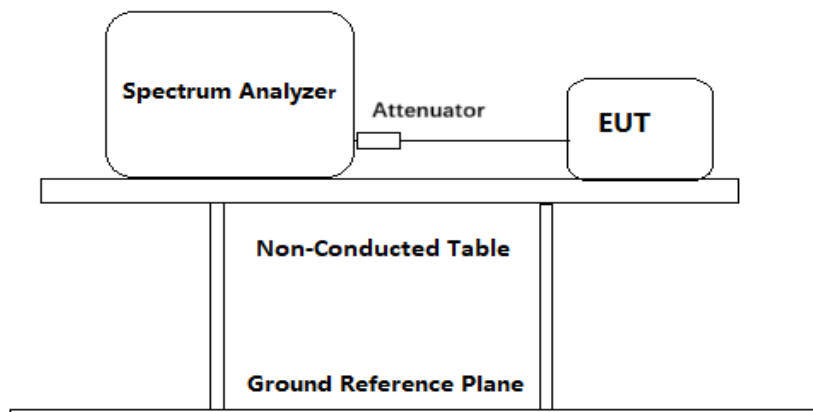 Spectrum Analyzer
Attenuator
EUT
Non-Conducted Table
Ground Reference Plane